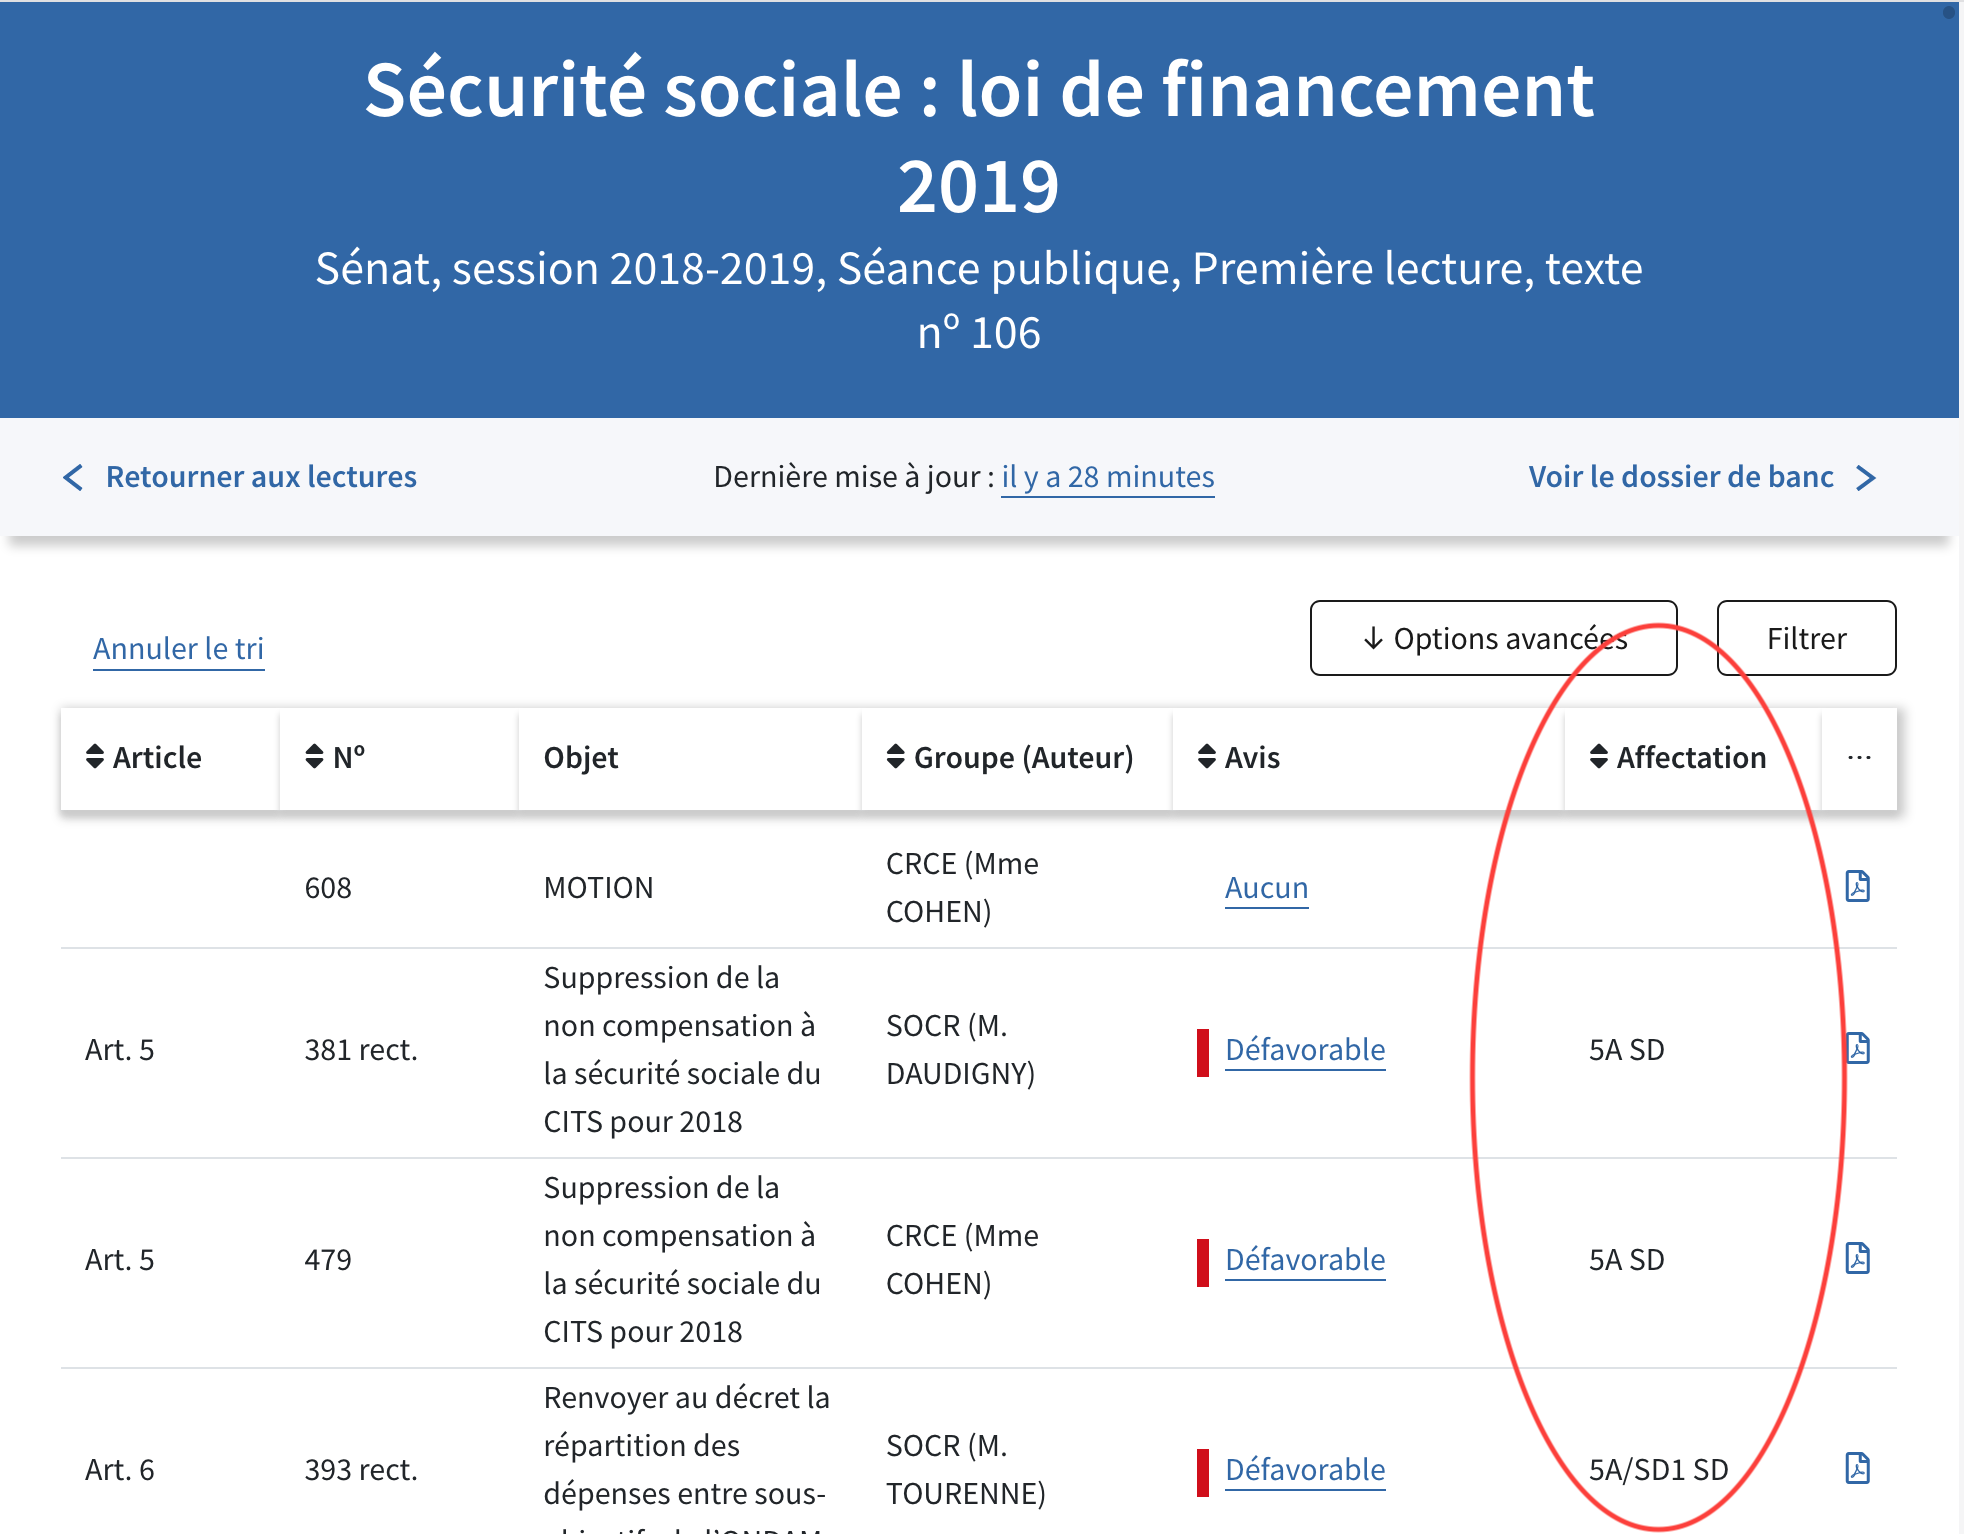 Sécurité sociale : loi de financement
2019
Sénat, session 2018-2019, Séance publique, Première lecture, texte
nº 106
Retourner aux lectures
Dernière mise à jour : il y a 28 minutes
Voir le dossier de banc
Annuler le tri
↓ Options avancées
Filtrer
Article
Nº
Objet
Groupe (Auteur)
Avis
Affectation
...
608
MOTION
CRCE (Mme
COHEN)
Aucun
Art. 5
381 rect.
Suppression de la
non compensation à
la sécurité sociale du
CITS pour 2018
SOCR (M.
DAUDIGNY)
Défavorable
5A SD
Art. 5
479
Suppression de la
non compensation à
la sécurité sociale du
CITS pour 2018
CRCE (Mme
COHEN)
Défavorable
5A SD
Art. 6
393 rect.
Renvoyer au décret la
répartition des
dépenses entre sous-
SOCR (M.
TOURENNE)
Défavorable
5A/SD1 SD